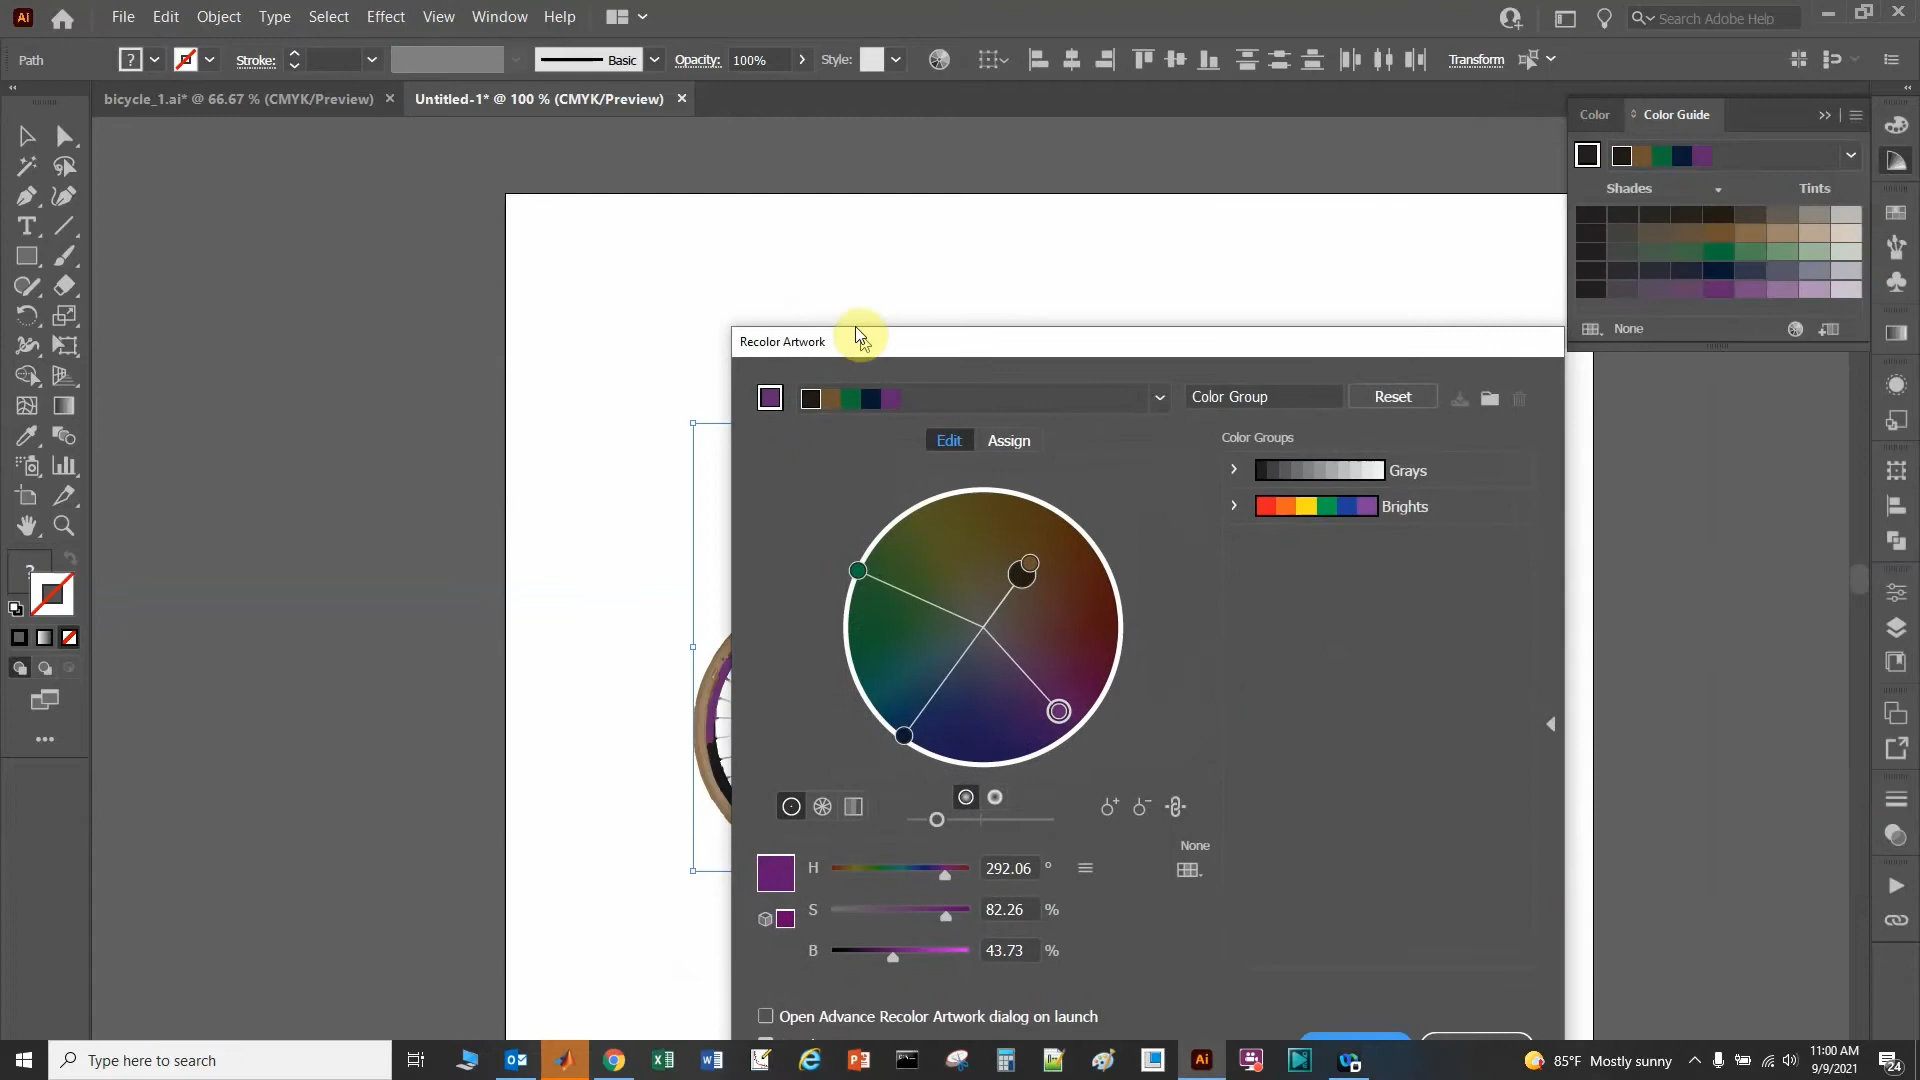 Ai File Edit Object Type Select Effect View Window Help Search Adobe Help
Path ? Stroke: Basic Opacity: 100% Style: Transform
bicycle_1.ai* @ 66.67 % (CMYK/Preview) × Untitled-1* @ 100 % (CMYK/Preview) ×
Color Color Guide
Shades Tints
None
Recolor Artwork
Color Group Reset
Edit Assign
Color Groups
Grays
Brights
?
H 292.06 °
S 82.26 %
B 43.73 %
None
Open Advance Recolor Artwork dialog on launch
Type here to search
Ai
85°F Mostly sunny
11:00 AM
9/9/2021
24